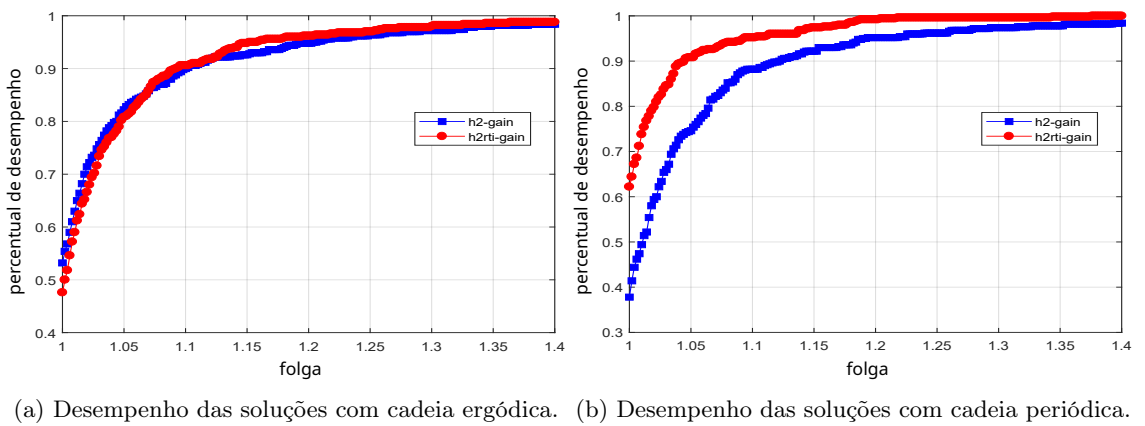 percentual de desempenho
1
0.9
0.8
0.7
0.6
0.5
0.4
1 1.05 1.1 1.15 1.2 1.25 1.3 1.35 1.4
folga
h2-gain
h2rti-gain
(a) Desempenho das soluções com cadeia ergódica.
percentual de desempenho
1
0.9
0.8
0.7
0.6
0.5
0.4
0.3
1 1.05 1.1 1.15 1.2 1.25 1.3 1.35 1.4
folga
h2-gain
h2rti-gain
(b) Desempenho das soluções com cadeia periódica.